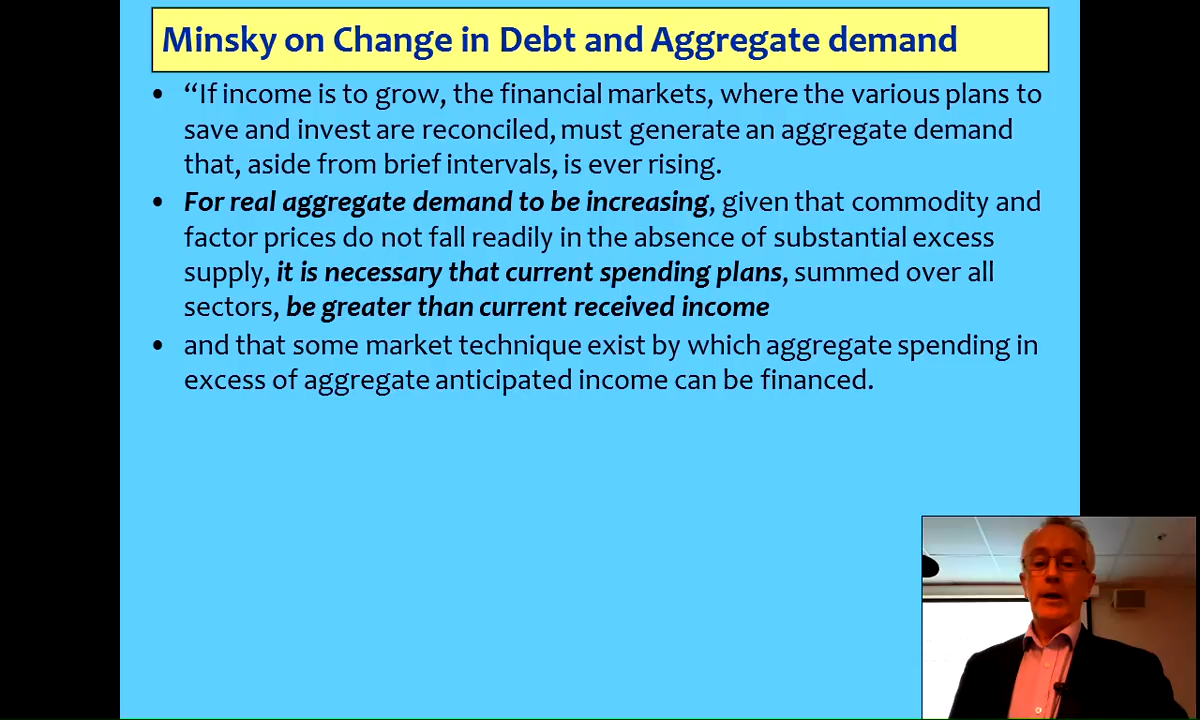 Minsky on Change in Debt and Aggregate demand
• “If income is to grow, the financial markets, where the various plans to
save and invest are reconciled, must generate an aggregate demand
that, aside from brief intervals, is ever rising.
• For real aggregate demand to be increasing, given that commodity and
factor prices do not fall readily in the absence of substantial excess
supply, it is necessary that current spending plans, summed over all
sectors, be greater than current received income
• and that some market technique exist by which aggregate spending in
excess of aggregate anticipated income can be financed.